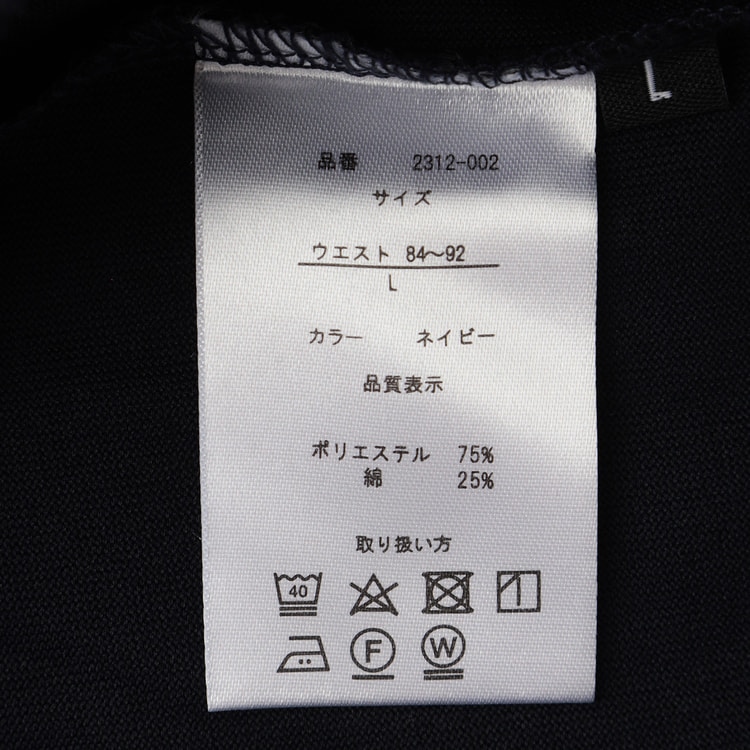 L
品番 2312-002
サイズ
ウエスト 84〜92
L
カラー ネイビー
品質表示
ポリエステル 75%
綿 25%
取り扱い方
40
F W